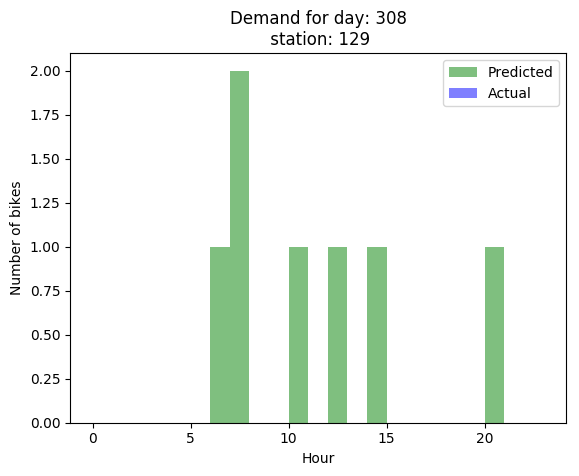 Demand for day: 308
station: 129
Predicted
Actual
2.00
1.75
1.50
1.25
1.00
0.75
0.50
0.25
0.00
Number of bikes
0 5 10 15 20
Hour